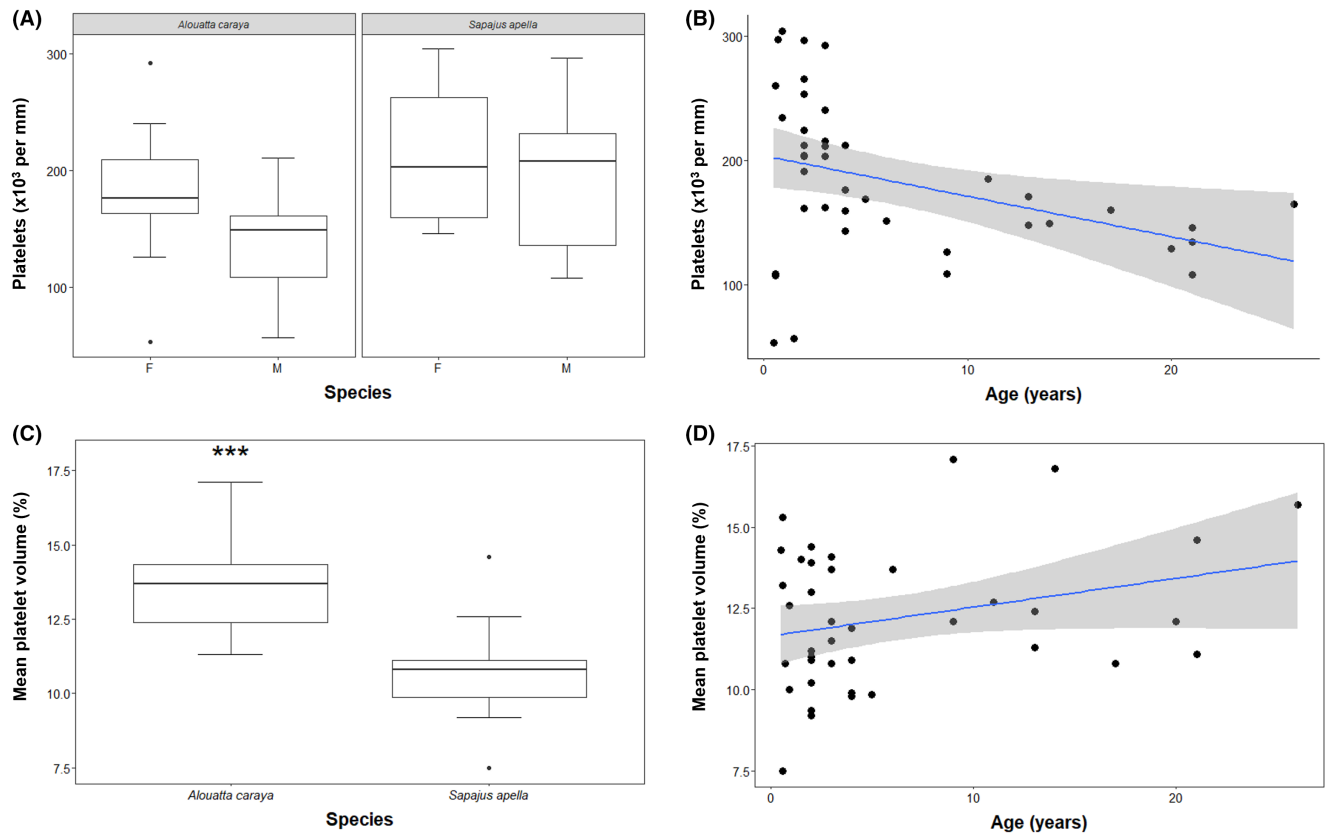 (A)
Alouatta caraya
Sapajus apella
Platelets (x10³ per mm)
300
200
100
F
M
F
M
Species
(B)
Platelets (x10³ per mm)
300
200
100
0
10
20
Age (years)
(C)
Mean platelet volume (%)
17.5
15.0
12.5
10.0
7.5
***
Alouatta caraya
Sapajus apella
Species
(D)
Mean platelet volume (%)
17.5
15.0
12.5
10.0
7.5
0
10
20
Age (years)